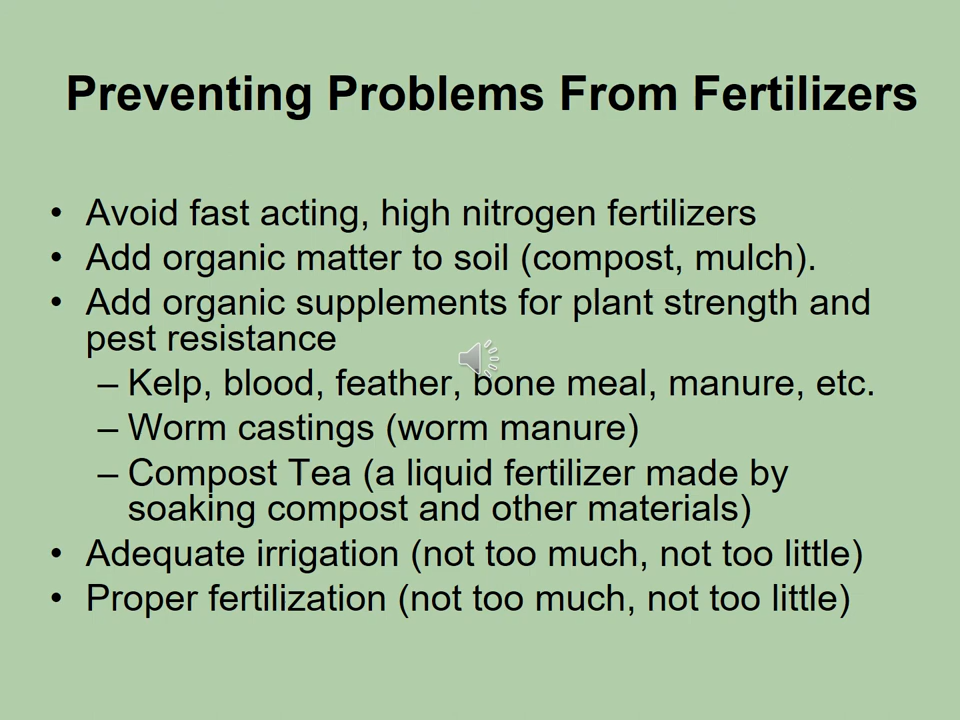 Preventing Problems From Fertilizers
• Avoid fast acting, high nitrogen fertilizers
• Add organic matter to soil (compost, mulch).
• Add organic supplements for plant strength and
pest resistance
– Kelp, blood, feather, bone meal, manure, etc.
– Worm castings (worm manure)
– Compost Tea (a liquid fertilizer made by
soaking compost and other materials)
• Adequate irrigation (not too much, not too little)
• Proper fertilization (not too much, not too little)